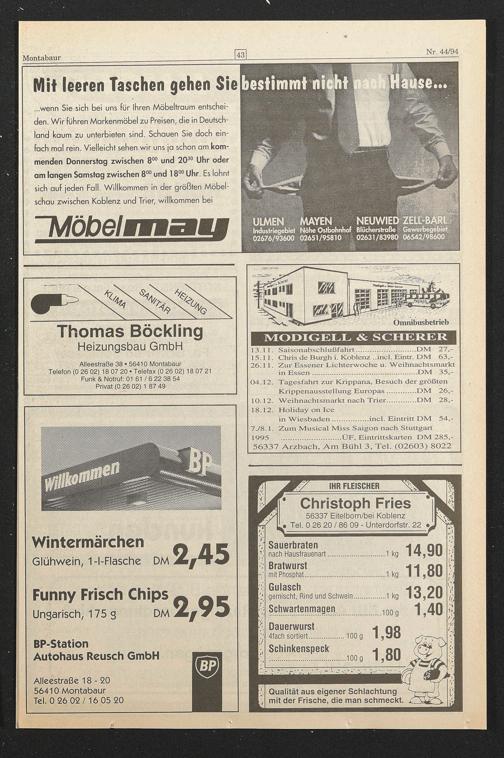 Montabaur
43
Nr. 44/94
Mit leeren Taschen gehen Sie bestimmt nicht nach Hause...
...wenn Sie sich bei uns für Ihren Möbeltraum entschei-
den. Wir führen Markenmöbel zu Preisen, die in Deutsch-
land kaum zu unterbieten sind. Schauen Sie doch ein-
fach mal rein. Vielleicht sehen wir uns ja schon am kom-
menden Donnerstag zwischen 8⁰⁰ und 20³⁰ Uhr oder
am langen Samstag zwischen 8⁰⁰ und 18⁰⁰ Uhr. Es lohnt
sich auf jeden Fall. Willkommen in der größten Möbel-
schau zwischen Koblenz und Trier, willkommen bei
Möbel may
ULMEN
Industriegebiet
02676/93600
MAYEN
Nähe Ostbahnhof
02651/95810
NEUWIED
Blücherstraße
02631/83980
ZELL-BARL
Gewerbegebiet
06542/98600
KLIMA
SANITÄR
HEIZUNG
Thomas Böckling
Heizungsbau GmbH
Alleestraße 38 • 56410 Montabaur
Telefon (0 26 02) 18 07 20 • Telefax (0 26 02) 18 07 21
Funk & Notruf: 01 61 / 6 22 38 54
Privat (0 26 02) 1 87 49
Omnibusbetrieb
MODIGELL & SCHERER
13.11. Saisonabschlußfahrt ... DM 27,-
15.11. Chris de Burgh i. Koblenz ..incl. Eintr. DM 63,-
26.11. Zur Essener Lichterwoche u. Weihnachtsmarkt
in Essen ... DM 35,-
04.12. Tagesfahrt zur Krippana, Besuch der größten
Krippenausstellung Europas ... DM 26,-
10.12. Weihnachtsmarkt nach Trier ... DM 28,-
18.12. Holiday on Ice
in Wiesbaden ... incl. Eintritt DM 54,-
7./8.1. Zum Musical Miss Saigon nach Stuttgart
1995 ... ÜF, Eintrittskarten DM 285,-
56337 Arzbach, Am Bühl 3, Tel. (02603) 8022
Willkommen
BP
Wintermärchen
Glühwein, 1-l-Flasche DM 2,45
Funny Frisch Chips
Ungarisch, 175 g DM 2,95
BP-Station
Autohaus Reusch GmbH
Alleestraße 18 - 20
56410 Montabaur
Tel. 0 26 02 / 16 05 20
BP
IHR FLEISCHER
Christoph Fries
56337 Eitelborn/bei Koblenz
Tel. 0 26 20 / 86 09 - Unterdorfstr. 22
Sauerbraten
nach Hausfrauenart ... 1 kg 14,90
Bratwurst
mit Phosphat ... 1 kg 11,80
Gulasch
gemischt, Rind und Schwein ... 1 kg 13,20
Schwartenmagen ... 100 g 1,40
Dauerwurst
4fach sortiert ... 100 g 1,98
Schinkenspeck
... 100 g 1,80
Qualität aus eigener Schlachtung
mit der Frische, die man schmeckt.